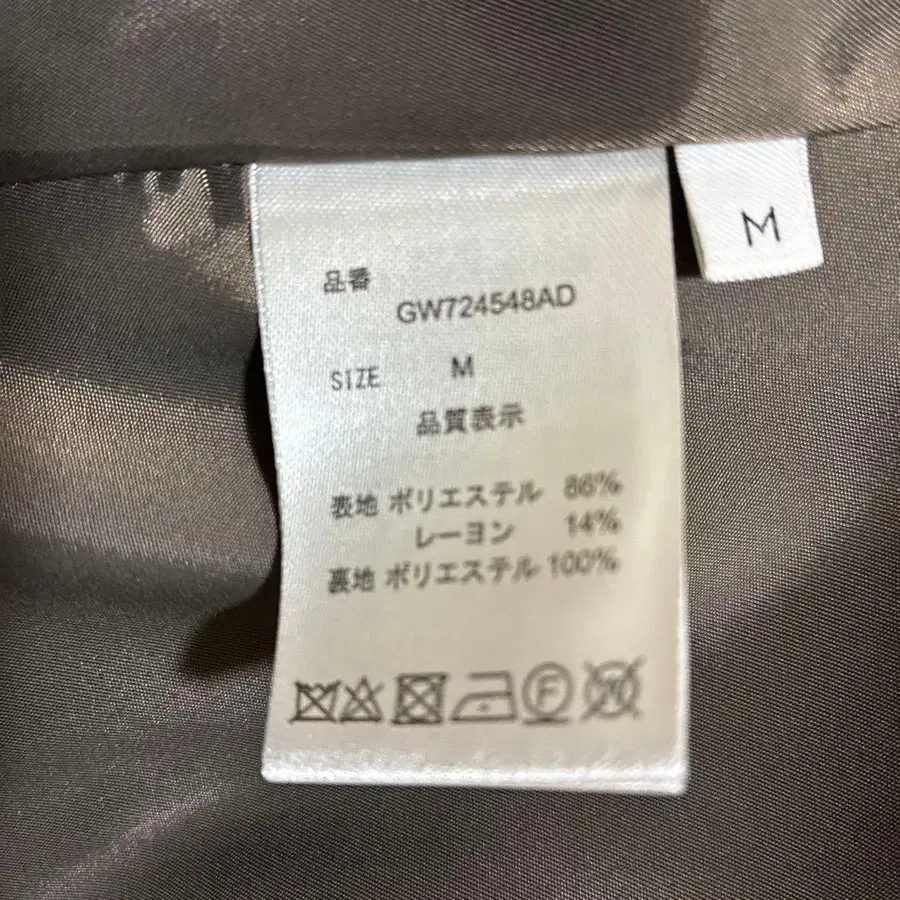 M
品番
GW724548AD
SIZE M
品質表示
表地 ポリエステル 86%
レーヨン 14%
裏地 ポリエステル 100%
F
W